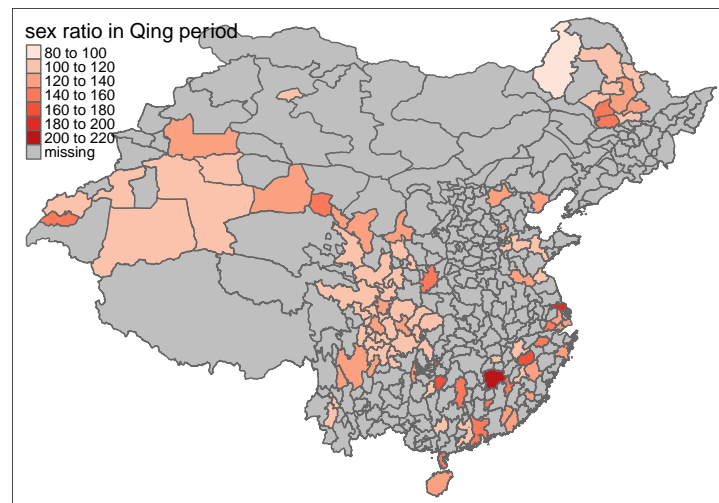 sex ratio in Qing period
80 to 100
100 to 120
120 to 140
140 to 160
160 to 180
180 to 200
200 to 220
missing